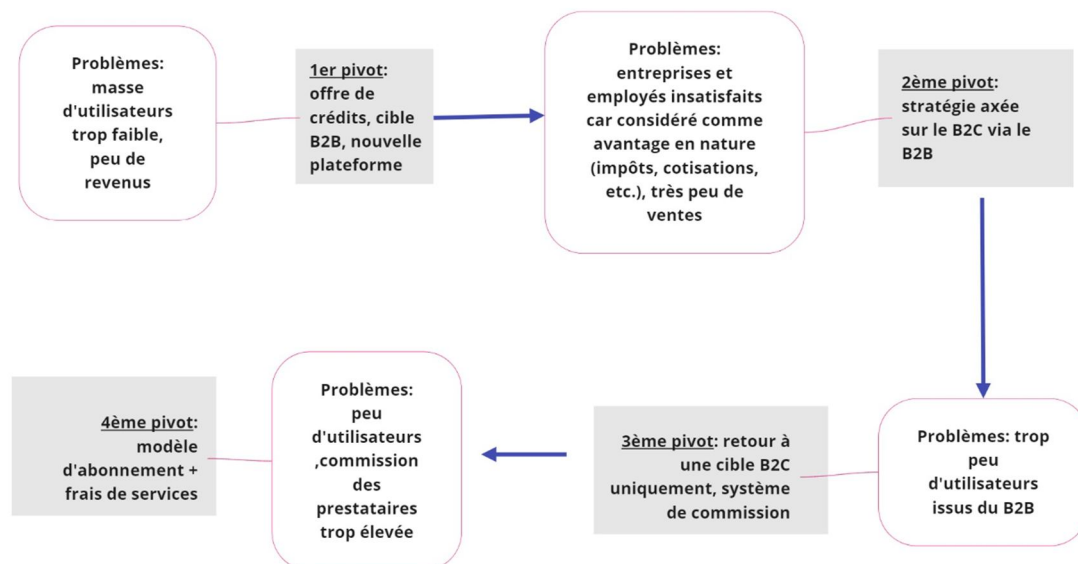 Problèmes:
masse
d'utilisateurs
trop faible,
peu de
revenus
1er pivot:
offre de
crédits, cible
B2B, nouvelle
plateforme
Problèmes:
entreprises et
employés insatisfaits
car considéré comme
avantage en nature
(impôts, cotisations,
etc.), très peu de
ventes
2ème pivot:
stratégie axée
sur le B2C via le
B2B
Problèmes: trop
peu
d'utilisateurs
issus du B2B
3ème pivot: retour à
une cible B2C
uniquement, système
de commission
Problèmes:
peu
d'utilisateurs
,commission
des
prestataires
trop élevée
4ème pivot:
modèle
d'abonnement +
frais de services